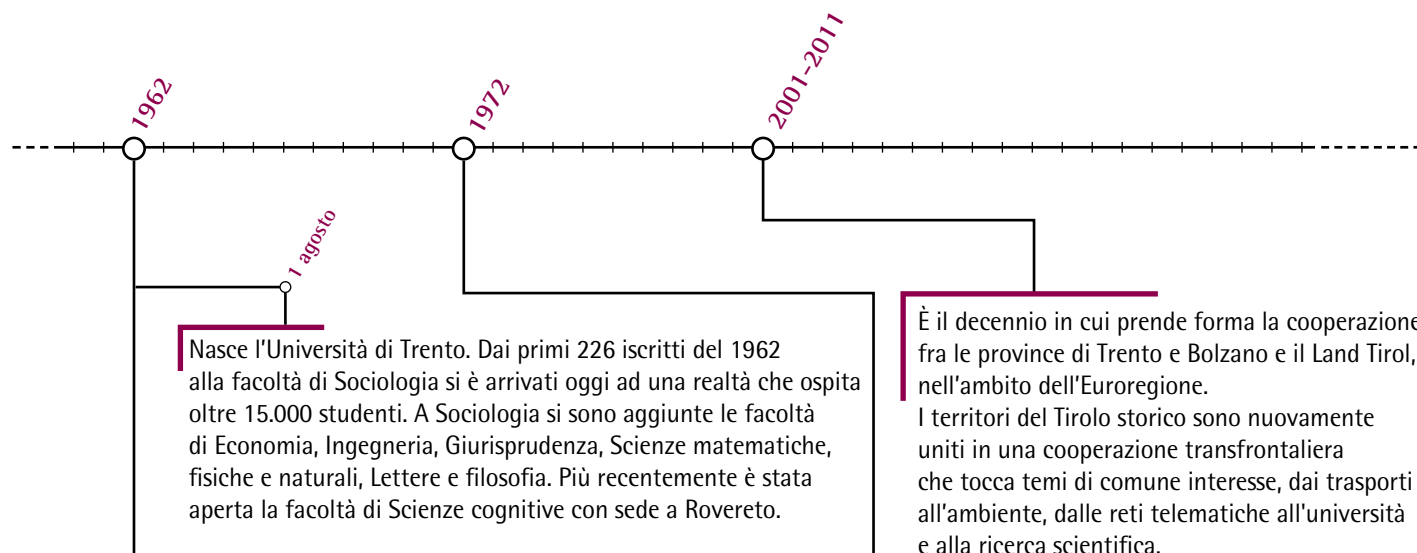 1962
1972
2001-2011
1 agosto
Nasce l'Università di Trento. Dai primi 226 iscritti del 1962
alla facoltà di Sociologia si è arrivati oggi ad una realtà che ospita
oltre 15.000 studenti. A Sociologia si sono aggiunte le facoltà
di Economia, Ingegneria, Giurisprudenza, Scienze matematiche,
fisiche e naturali, Lettere e filosofia. Più recentemente è stata
aperta la facoltà di Scienze cognitive con sede a Rovereto.
È il decennio in cui prende forma la cooperazione
fra le province di Trento e Bolzano e il Land Tirol,
nell'ambito dell'Euroregione.
I territori del Tirolo storico sono nuovamente
uniti in una cooperazione transfrontaliera
che tocca temi di comune interesse, dai trasporti
all'ambiente, dalle reti telematiche all'università
e alla ricerca scientifica.